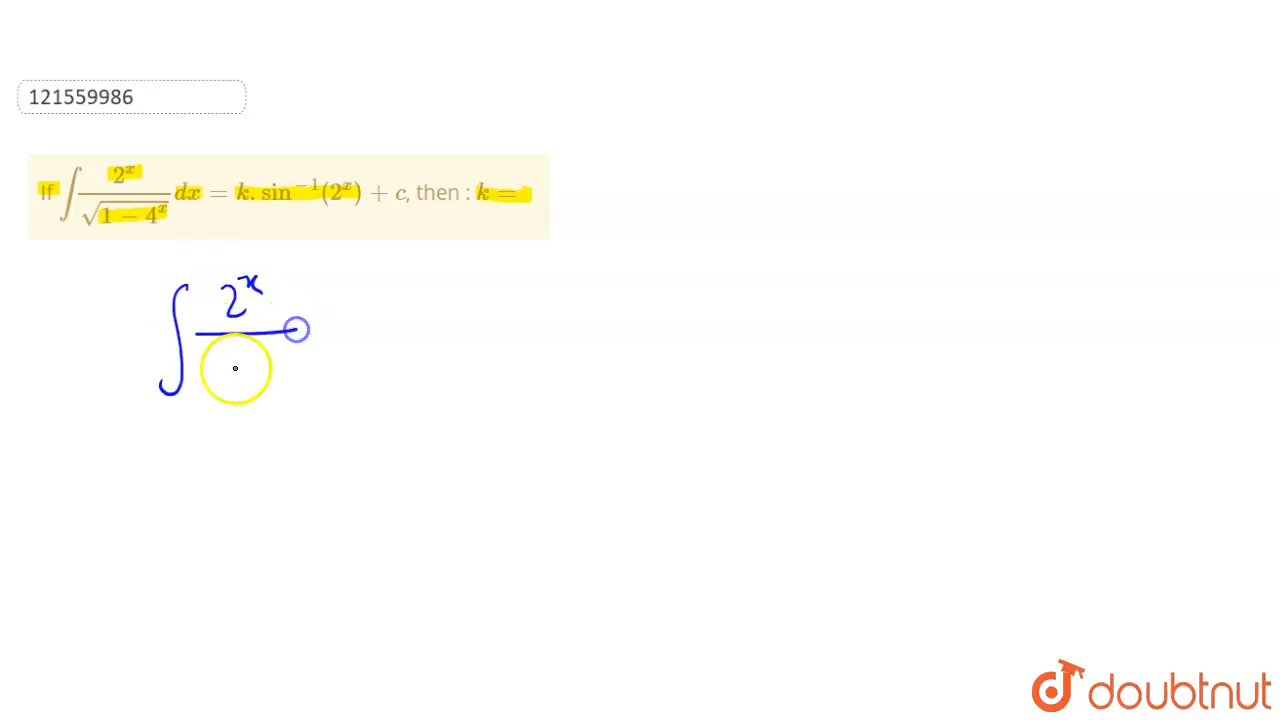 121559986
If ∫ 2^x / √(1 − 4^x) dx = k. sin^−1(2^x) + c, then : k =
∫ 2^x
doubtnut